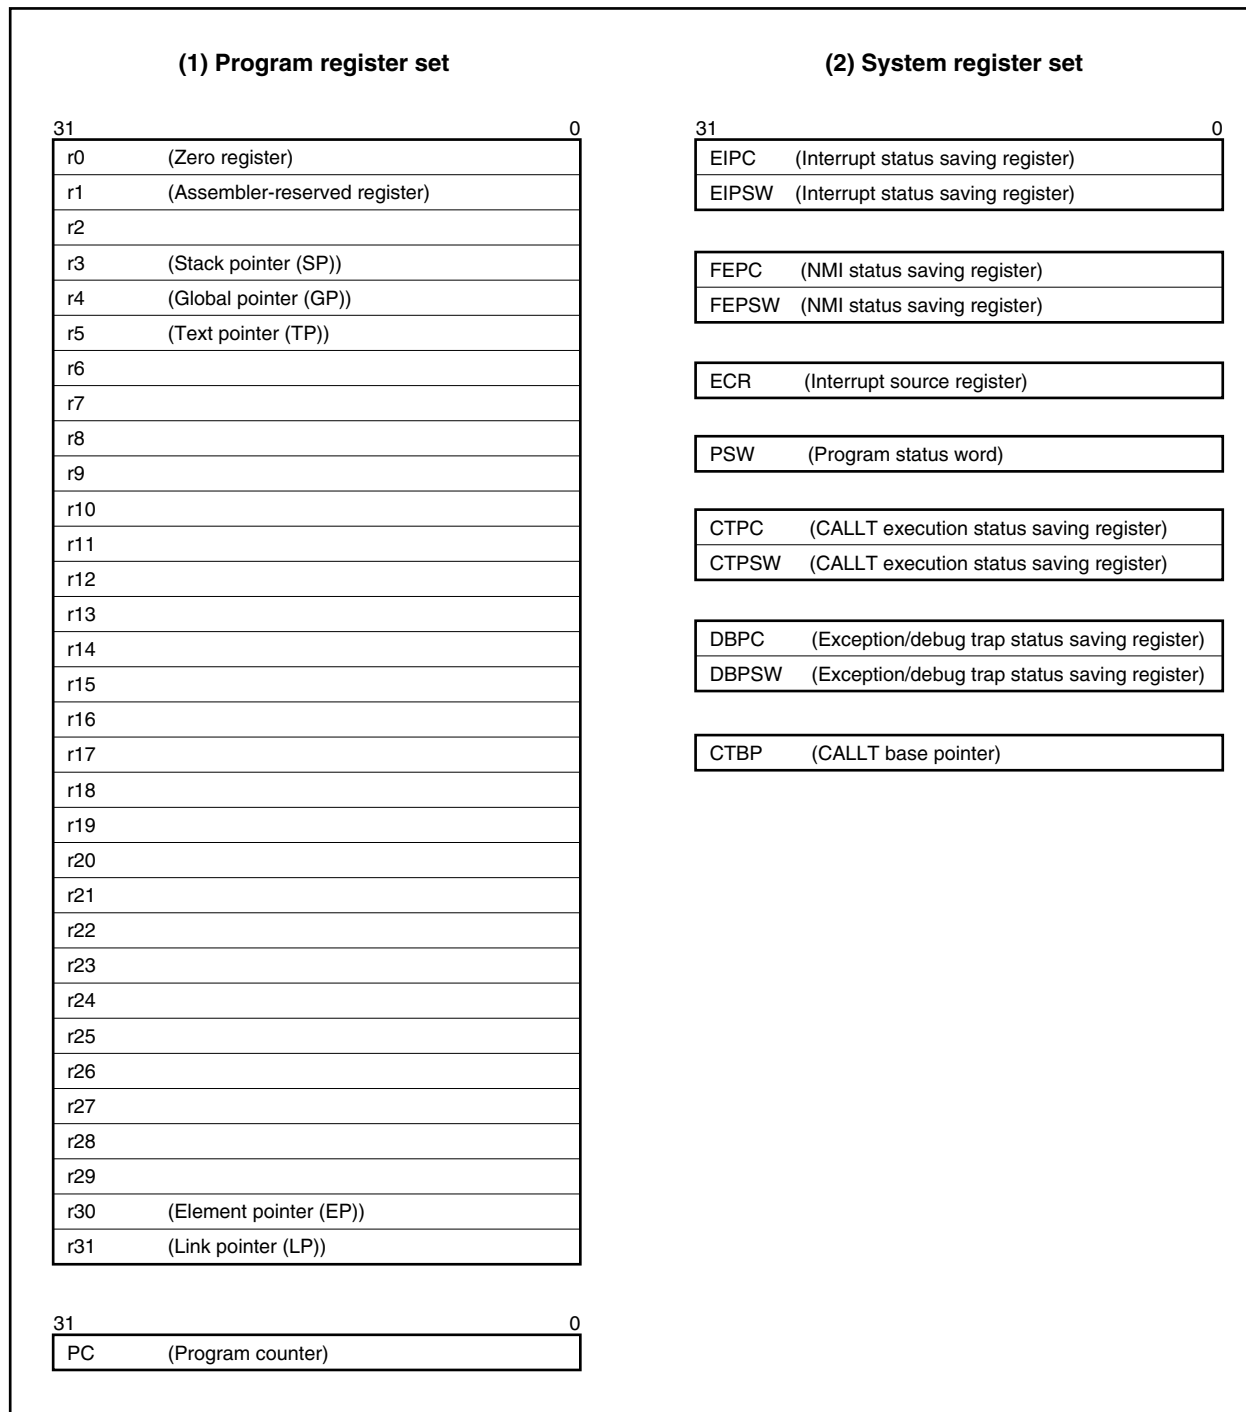 (1) Program register set
31 0
r0 (Zero register)
r1 (Assembler-reserved register)
r2
r3 (Stack pointer (SP))
r4 (Global pointer (GP))
r5 (Text pointer (TP))
r6
r7
r8
r9
r10
r11
r12
r13
r14
r15
r16
r17
r18
r19
r20
r21
r22
r23
r24
r25
r26
r27
r28
r29
r30 (Element pointer (EP))
r31 (Link pointer (LP))
31 0
PC (Program counter)
(2) System register set
31 0
EIPC (Interrupt status saving register)
EIPSW (Interrupt status saving register)
FEPC (NMI status saving register)
FEPSW (NMI status saving register)
ECR (Interrupt source register)
PSW (Program status word)
CTPC (CALLT execution status saving register)
CTPSW (CALLT execution status saving register)
DBPC (Exception/debug trap status saving register)
DBPSW (Exception/debug trap status saving register)
CTBP (CALLT base pointer)